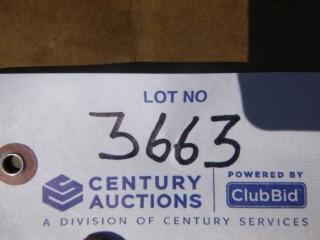 LOT NO
3663
CENTURY AUCTIONS
POWERED BY
ClubBid
A DIVISION OF CENTURY SERVICES